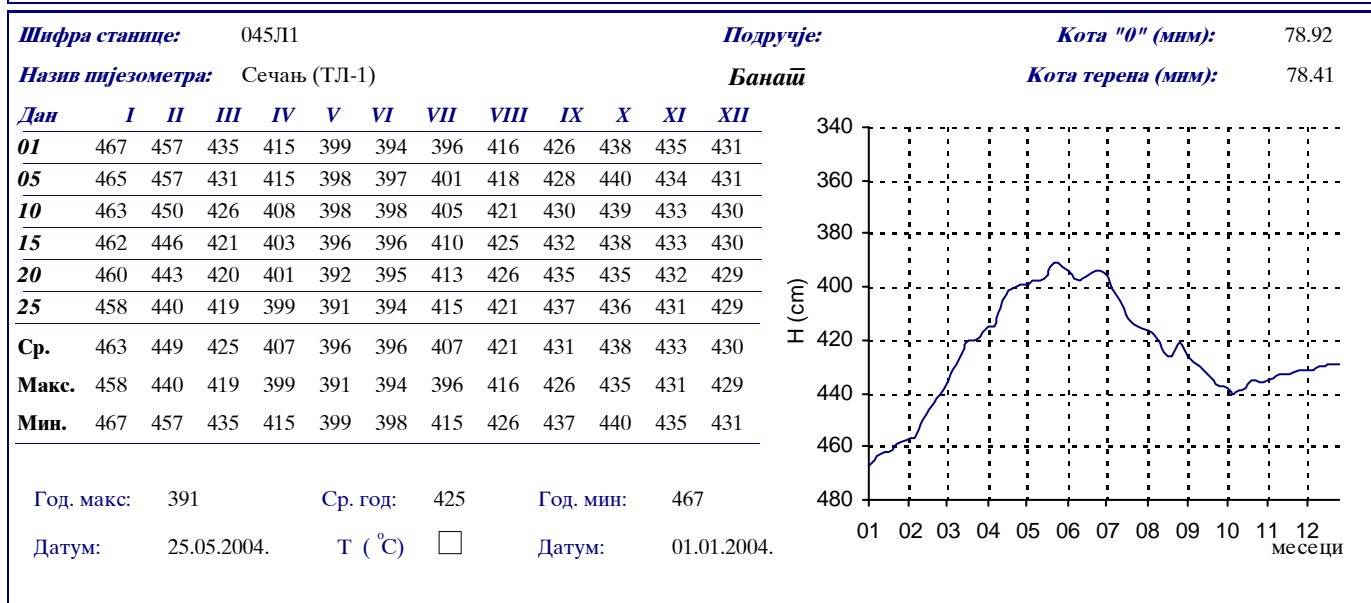 Шифра станице: 045Л1 Подручје: Кота "0" (мнм): 78.92
Назив пијезометра: Сечањ (ТЛ-1) Банат Кота терена (мнм): 78.41
Дан I II III IV V VI VII VIII IX X XI XII
01 467 457 435 415 399 394 396 416 426 438 435 431
05 465 457 431 415 398 397 401 418 428 440 434 431
10 463 450 426 408 398 398 405 421 430 439 433 430
15 462 446 421 403 396 396 410 425 432 438 433 430
20 460 443 420 401 392 395 413 426 435 435 432 429
25 458 440 419 399 391 394 415 421 437 436 431 429
Ср. 463 449 425 407 396 396 407 421 431 438 433 430
Макс. 458 440 419 399 391 394 396 416 426 435 431 429
Мин. 467 457 435 415 399 398 415 426 437 440 435 431
Год. макс: 391 Ср. год: 425 Год. мин: 467
Датум: 25.05.2004. Т ( °C) Датум: 01.01.2004.
340
360
380
400
420
440
460
480
H (cm)
01 02 03 04 05 06 07 08 09 10 11 12
месеци